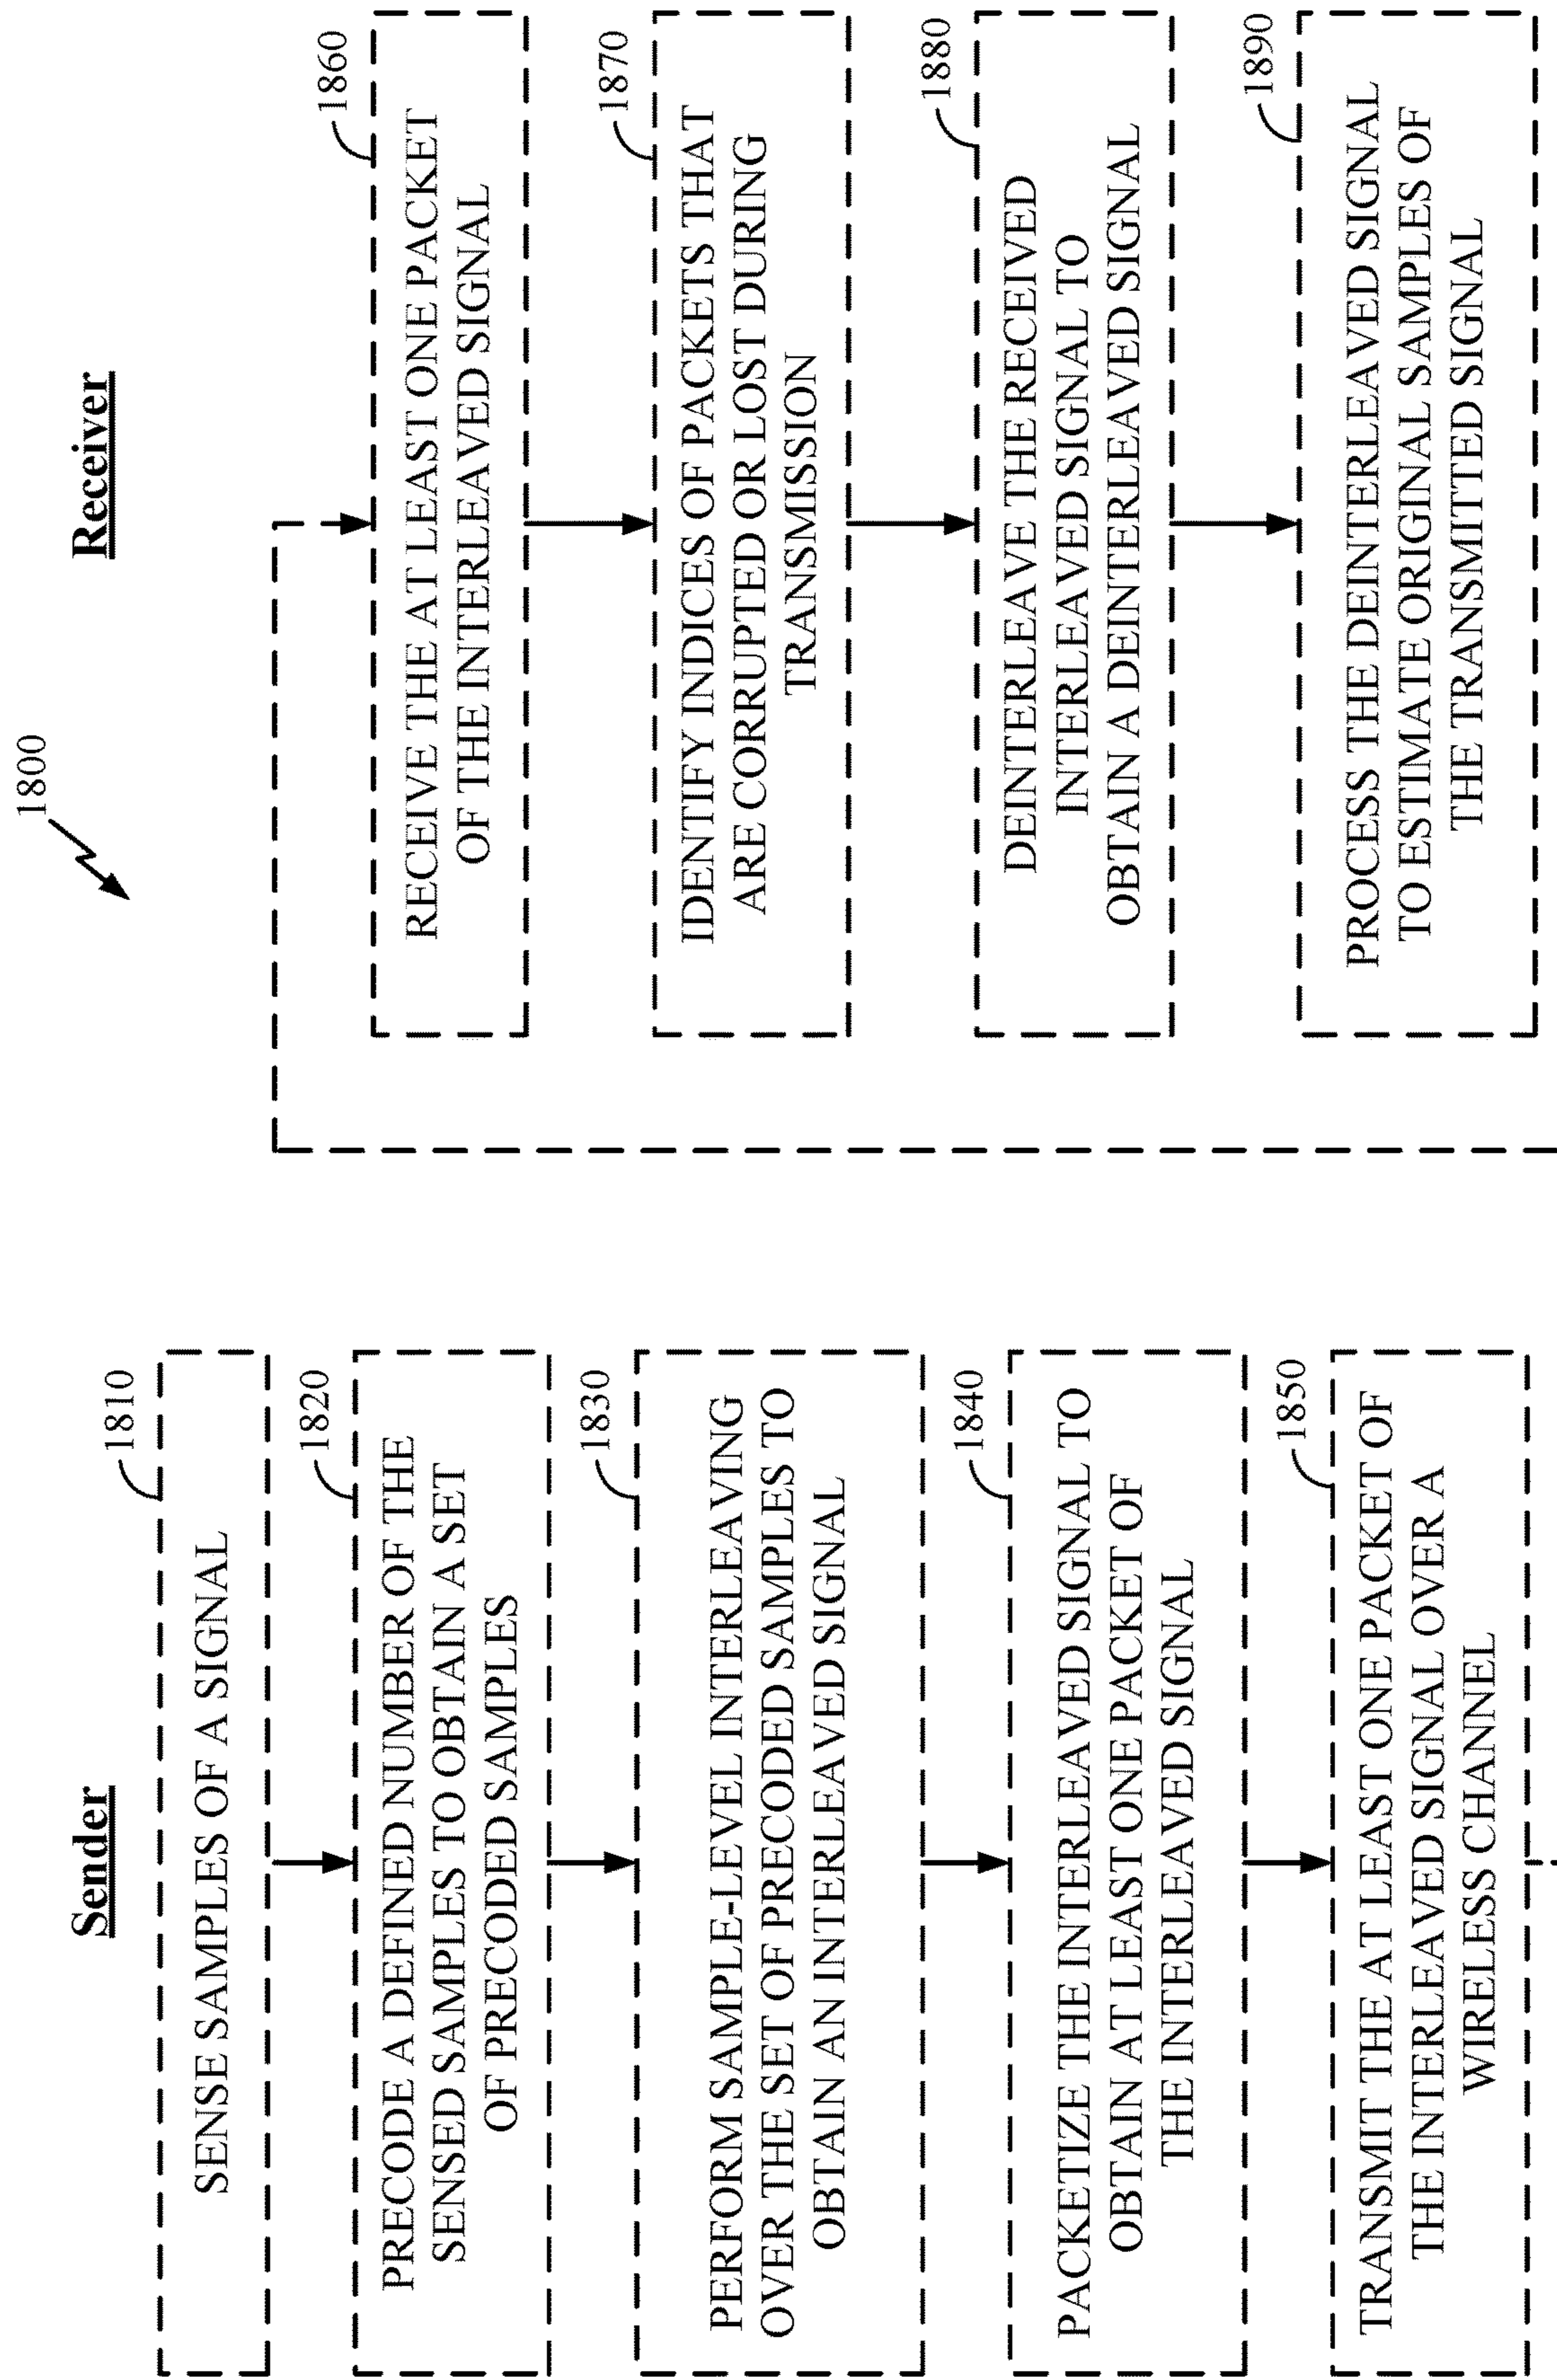 1800
Sender
1810
SENSE SAMPLES OF A SIGNAL
1820
PRECODE A DEFINED NUMBER OF THE
SENSED SAMPLES TO OBTAIN A SET
OF PRECODED SAMPLES
1830
PERFORM SAMPLE-LEVEL INTERLEAVING
OVER THE SET OF PRECODED SAMPLES TO
OBTAIN AN INTERLEAVED SIGNAL
1840
PACKETIZE THE INTERLEAVED SIGNAL TO
OBTAIN AT LEAST ONE PACKET OF
THE INTERLEAVED SIGNAL
1850
TRANSMIT THE AT LEAST ONE PACKET OF
THE INTERLEAVED SIGNAL OVER A
WIRELESS CHANNEL
Receiver
1860
RECEIVE THE AT LEAST ONE PACKET
OF THE INTERLEAVED SIGNAL
1870
IDENTIFY INDICES OF PACKETS THAT
ARE CORRUPTED OR LOST DURING
TRANSMISSION
1880
DEINTERLEAVE THE RECEIVED
INTERLEAVED SIGNAL TO
OBTAIN A DEINTERLEAVED SIGNAL
1890
PROCESS THE DEINTERLEAVED SIGNAL
TO ESTIMATE ORIGINAL SAMPLES OF
THE TRANSMITTED SIGNAL